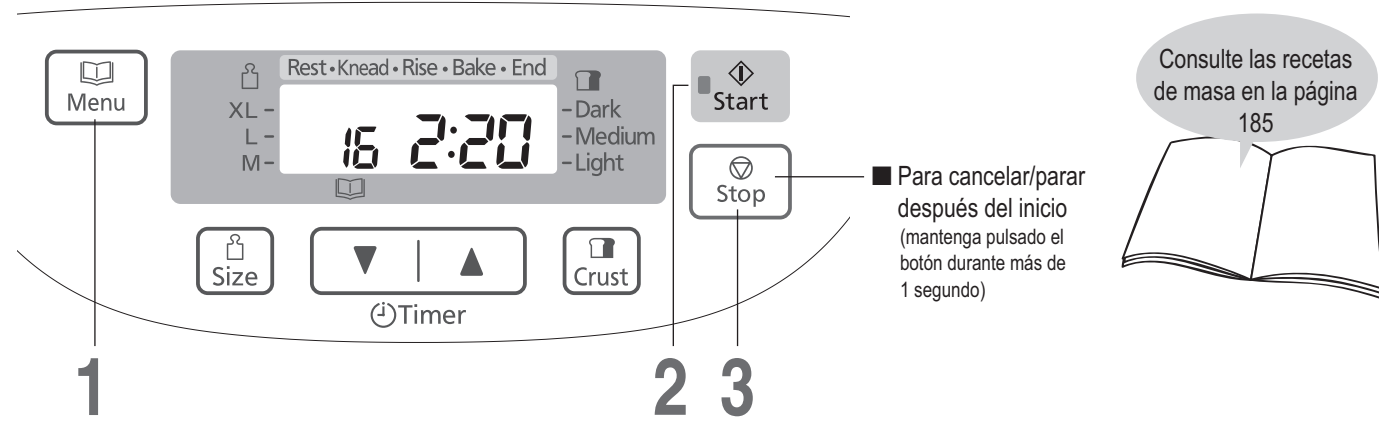 Menu
Rest•Knead•Rise•Bake•End
XL
L
M
16 2:20
Dark
Medium
Light
Start
Stop
Size
Timer
Crust
1
2
3
■ Para cancelar/parar
después del inicio
(mantenga pulsado el
botón durante más de
1 segundo)
Consulte las recetas
de masa en la página
185